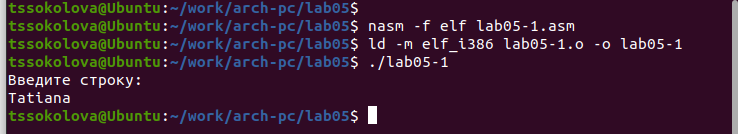 tssokolova@Ubuntu:~/work/arch-pc/lab05$
tssokolova@Ubuntu:~/work/arch-pc/lab05$ nasm -f elf lab05-1.asm
tssokolova@Ubuntu:~/work/arch-pc/lab05$ ld -m elf_i386 lab05-1.o -o lab05-1
tssokolova@Ubuntu:~/work/arch-pc/lab05$ ./lab05-1
Введите строку:
Tatiana
tssokolova@Ubuntu:~/work/arch-pc/lab05$